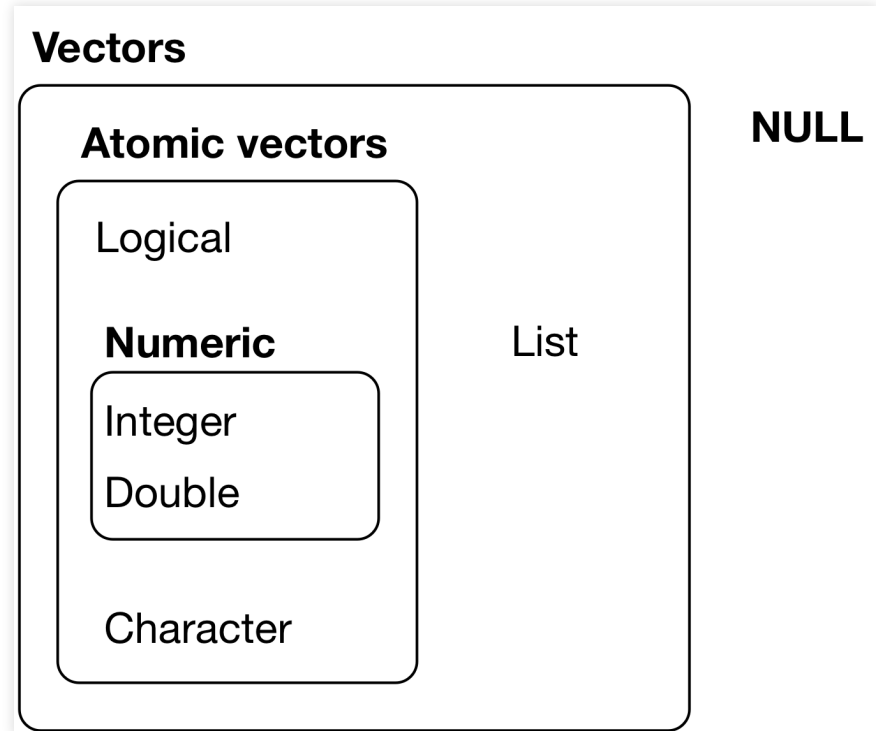 Vectors
NULL
Atomic vectors
Logical
Numeric
List
Integer
Double
Character